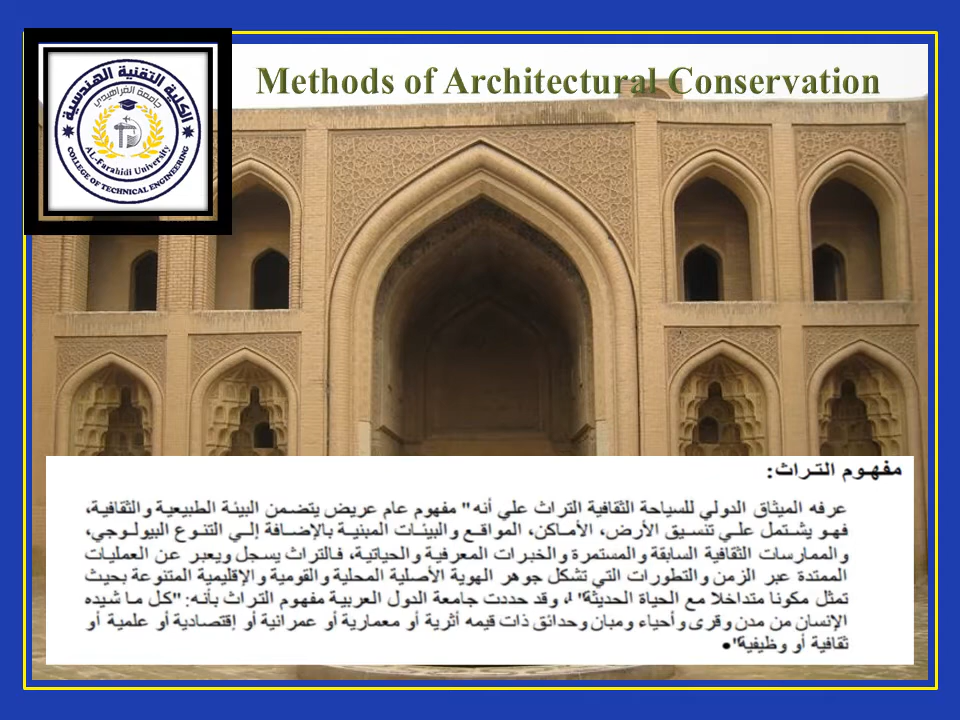 Methods of Architectural Conservation
الكلية التقنية الهندسية
جامعة الفراهيدي
AL-Farahidi University
COLLEGE OF TECHNICAL ENGINEERING
مفهوم التراث:
عرفه الميثاق الدولي للسياحة الثقافية التراث علي أنه " مفهوم عام عريض يتضمن البيئة الطبيعية والثقافية،
فهو يشتمل علي تنسيق الأرض، الأماكن، المواقع والبيئات المبنية بالإضافة إلي التنوع البيولوجي،
والممارسات الثقافية السابقة والمستمرة والخبرات المعرفية والحياتية، فالتراث يسجل ويعبر عن العمليات
الممتدة عبر الزمن والتطورات التي تشكل جوهر الهوية الأصلية المحلية والقومية والإقليمية المتنوعة بحيث
تمثل مكونا متداخلا مع الحياة الحديثة" ، وقد حددت جامعة الدول العربية مفهوم التراث بأنه: "كل ما شيده
الإنسان من مدن وقرى وأحياء ومبان وحدائق ذات قيمه أثرية أو معمارية أو عمرانية أو إقتصادية أو علمية أو
ثقافية أو وظيفية".